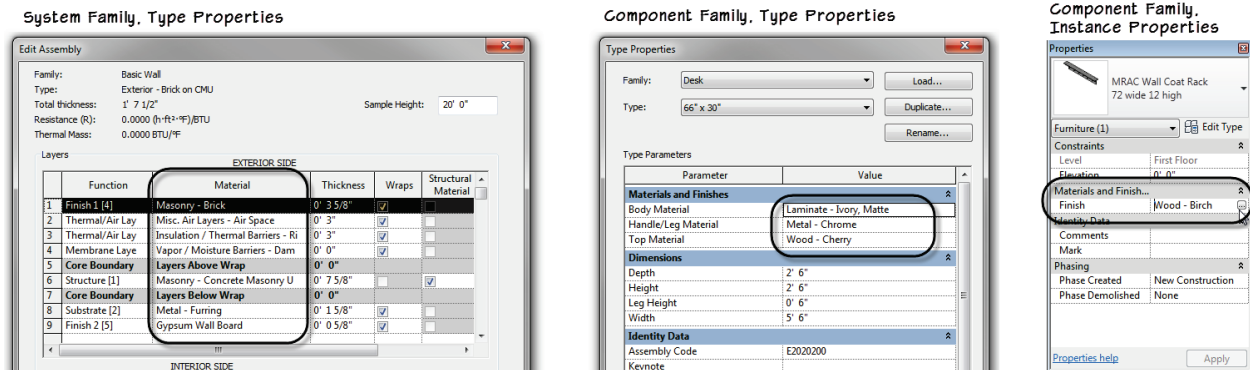 System Family, Type Properties
Edit Assembly
Family: Basic Wall
Type: Exterior - Brick on CMU
Total thickness: 1' 7 1/2" Sample Height: 20' 0"
Resistance (R): 0.0000 (h·ft²·°F)/BTU
Thermal Mass: 0.0000 BTU/°F
Layers
EXTERIOR SIDE
Function Material Thickness Wraps Structural Material
1 Finish 1 [4] Masonry - Brick 0' 3 5/8"
2 Thermal/Air Lay Misc. Air Layers - Air Space 0' 3"
3 Thermal/Air Lay Insulation / Thermal Barriers - Ri 0' 3"
4 Membrane Laye Vapor / Moisture Barriers - Dam 0' 0"
5 Core Boundary Layers Above Wrap 0' 0"
6 Structure [1] Masonry - Concrete Masonry U 0' 7 5/8"
7 Core Boundary Layers Below Wrap 0' 0"
8 Substrate [2] Metal - Furring 0' 1 5/8"
9 Finish 2 [5] Gypsum Wall Board 0' 0 5/8"
INTERIOR SIDE
Component Family, Type Properties
Type Properties
Family: Desk Load...
Type: 66" x 30" Duplicate...
Rename...
Type Parameters
Parameter Value
Materials and Finishes
Body Material Laminate - Ivory, Matte
Handle/Leg Material Metal - Chrome
Top Material Wood - Cherry
Dimensions
Depth 2' 6"
Height 2' 6"
Leg Height 0' 6"
Width 5' 6"
Identity Data
Assembly Code E2020200
Keynote
Component Family,
Instance Properties
Properties
MRAC Wall Coat Rack
72 wide 12 high
Furniture (1) Edit Type
Constraints
Level First Floor
Elevation 0' 0"
Materials and Finish...
Finish Wood - Birch
Identity Data
Comments
Mark
Phasing
Phase Created New Construction
Phase Demolished None
Properties help Apply